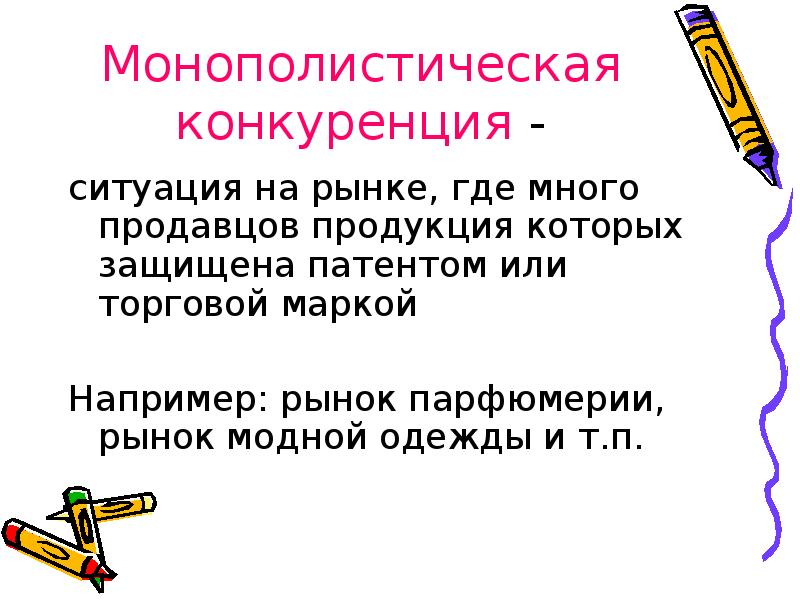 Монополистическая
конкуренция -
ситуация на рынке, где много
продавцов продукция которых
защищена патентом или
торговой маркой
Например: рынок парфюмерии,
рынок модной одежды и т.п.